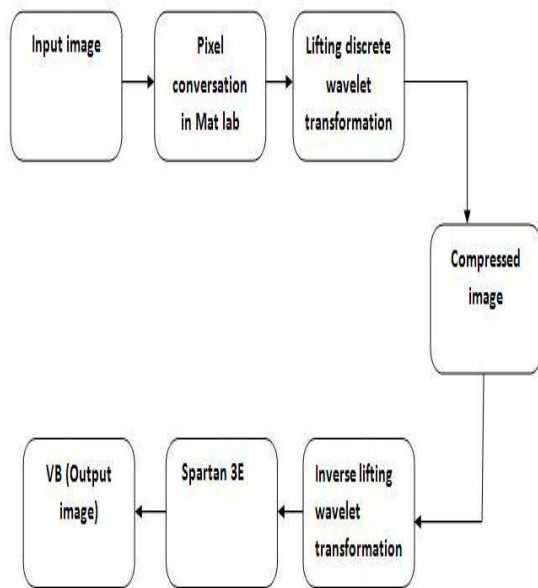 Input image
Pixel
conversation
in Mat lab
Lifting discrete
wavelet
transformation
Compressed
image
Inverse lifting
wavelet
transformation
Spartan 3E
VB (Output
image)